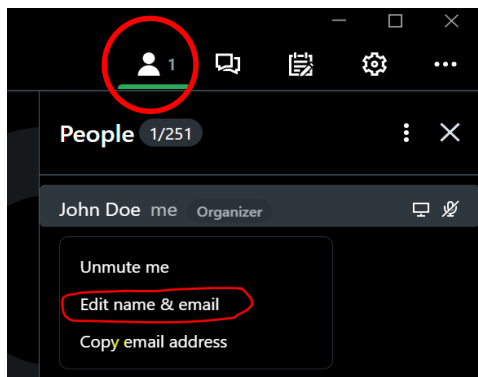 1
People 1/251
John Doe me Organizer
Unmute me
Edit name & email
Copy email address